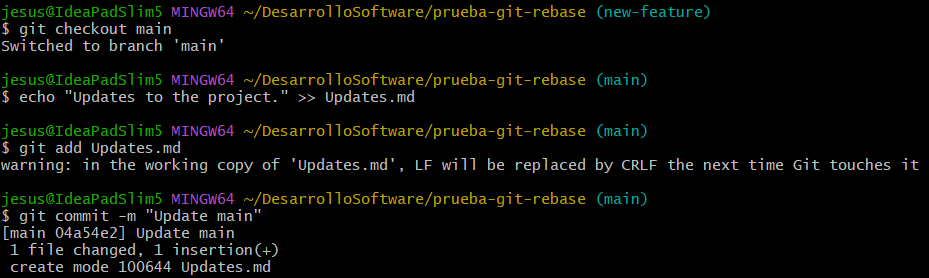 jesus@IdeaPadSlim5 MINGW64 ~/DesarrolloSoftware/prueba-git-rebase (new-feature)
$ git checkout main
Switched to branch 'main'
jesus@IdeaPadSlim5 MINGW64 ~/DesarrolloSoftware/prueba-git-rebase (main)
$ echo "Updates to the project." >> Updates.md
jesus@IdeaPadSlim5 MINGW64 ~/DesarrolloSoftware/prueba-git-rebase (main)
$ git add Updates.md
warning: in the working copy of 'Updates.md', LF will be replaced by CRLF the next time Git touches it
jesus@IdeaPadSlim5 MINGW64 ~/DesarrolloSoftware/prueba-git-rebase (main)
$ git commit -m "Update main"
[main 04a54e2] Update main
 1 file changed, 1 insertion(+)
 create mode 100644 Updates.md